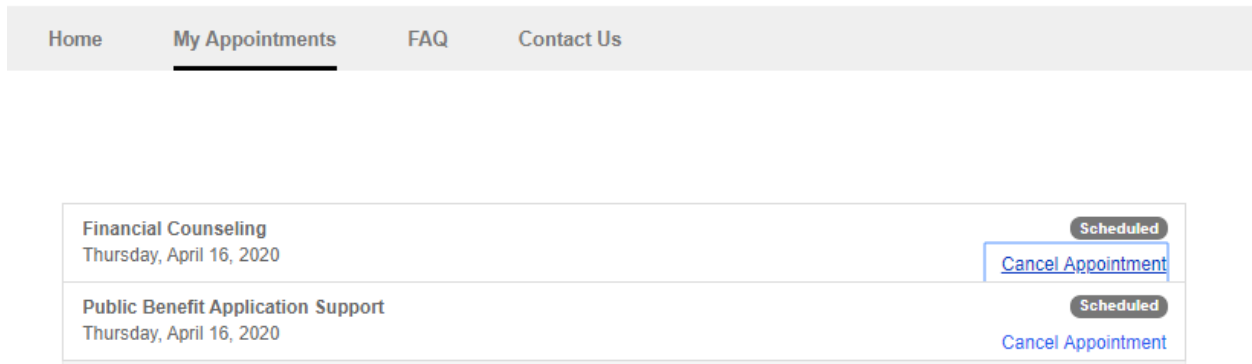 Home My Appointments FAQ Contact Us
Financial Counseling Scheduled
Thursday, April 16, 2020
Cancel Appointment
Public Benefit Application Support Scheduled
Thursday, April 16, 2020
Cancel Appointment